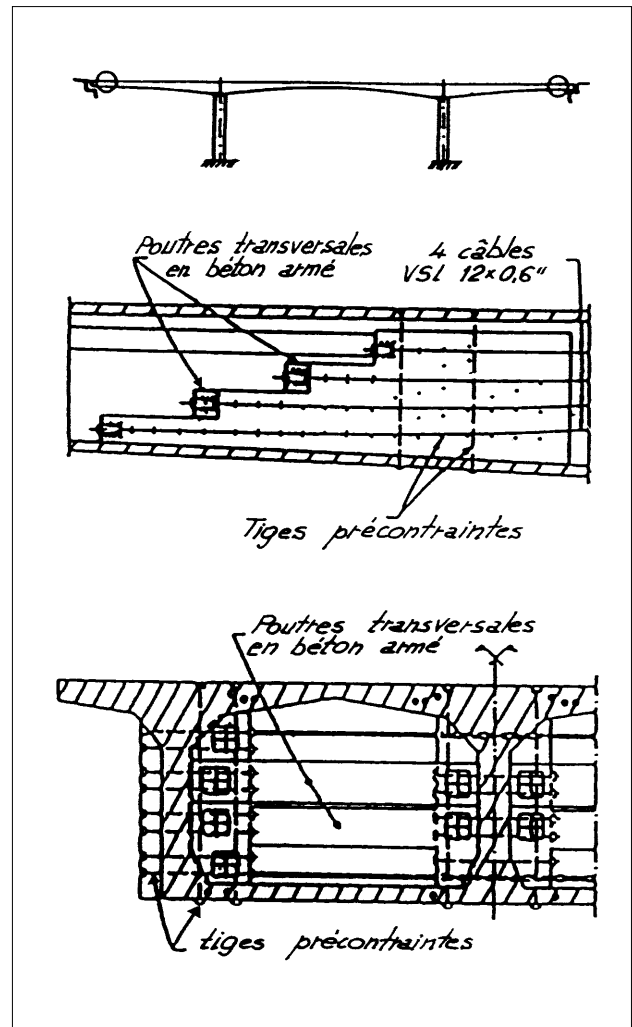 Poutres transversales
en béton armé
4 câbles
VSL 12×0,6"
Tiges précontraintes
Poutres transversales
en béton armé
tiges précontraintes